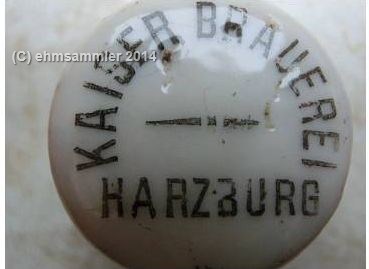 (C) ehmsammler 2014
KAISER BRAUEREI
HARZBURG